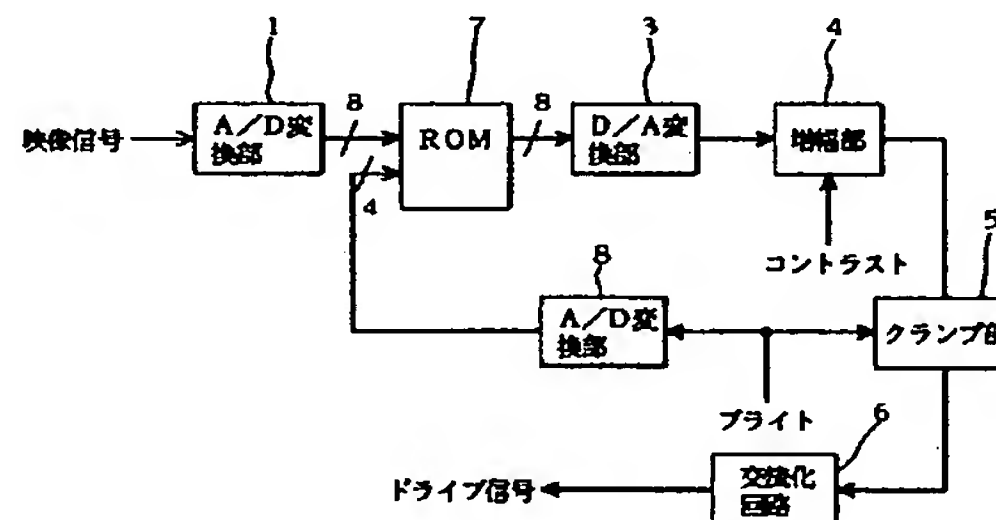 1
7
3
4
映像信号
A／D変
換部
8
ROM
8
D／A変
換部
増幅部
4
コントラスト
5
8
A／D変
換部
クランプ部
ブライト
6
ドライブ信号
交流化
回路